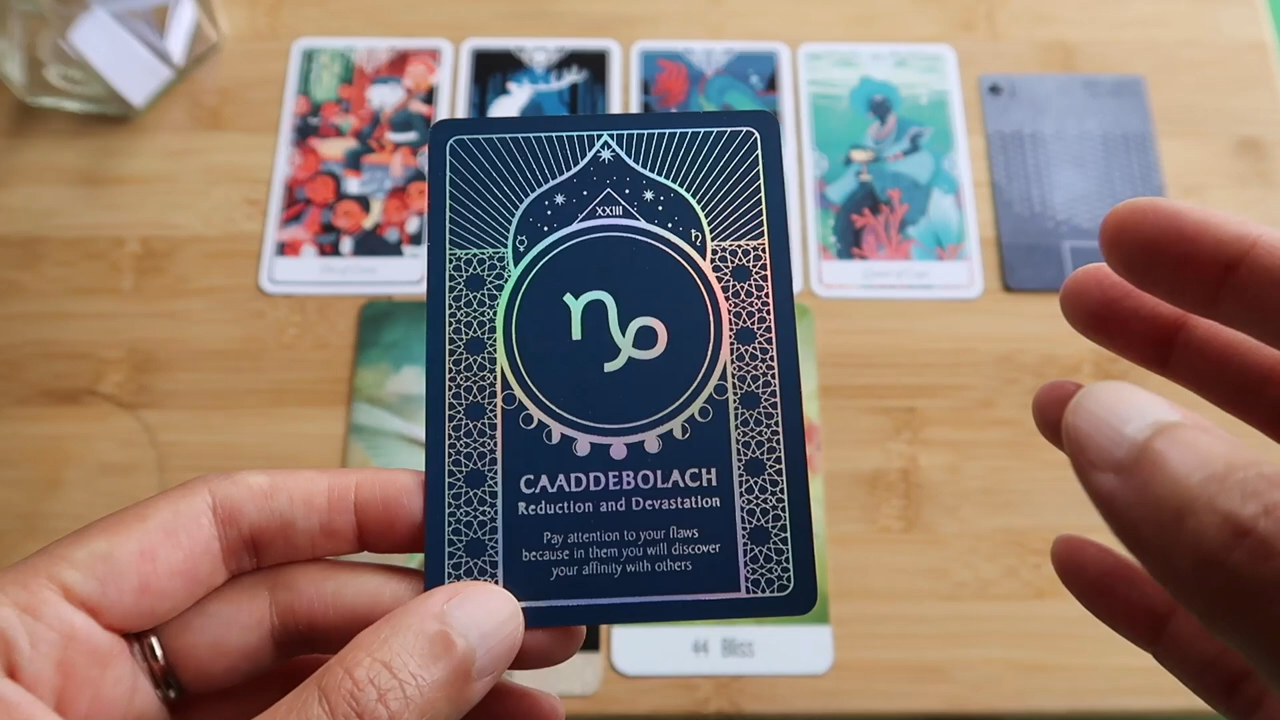 XXIII
CAADDEBOLACH
Reduction and Devastation
Pay attention to your flaws
because in them you will discover
your affinity with others
44 Bliss